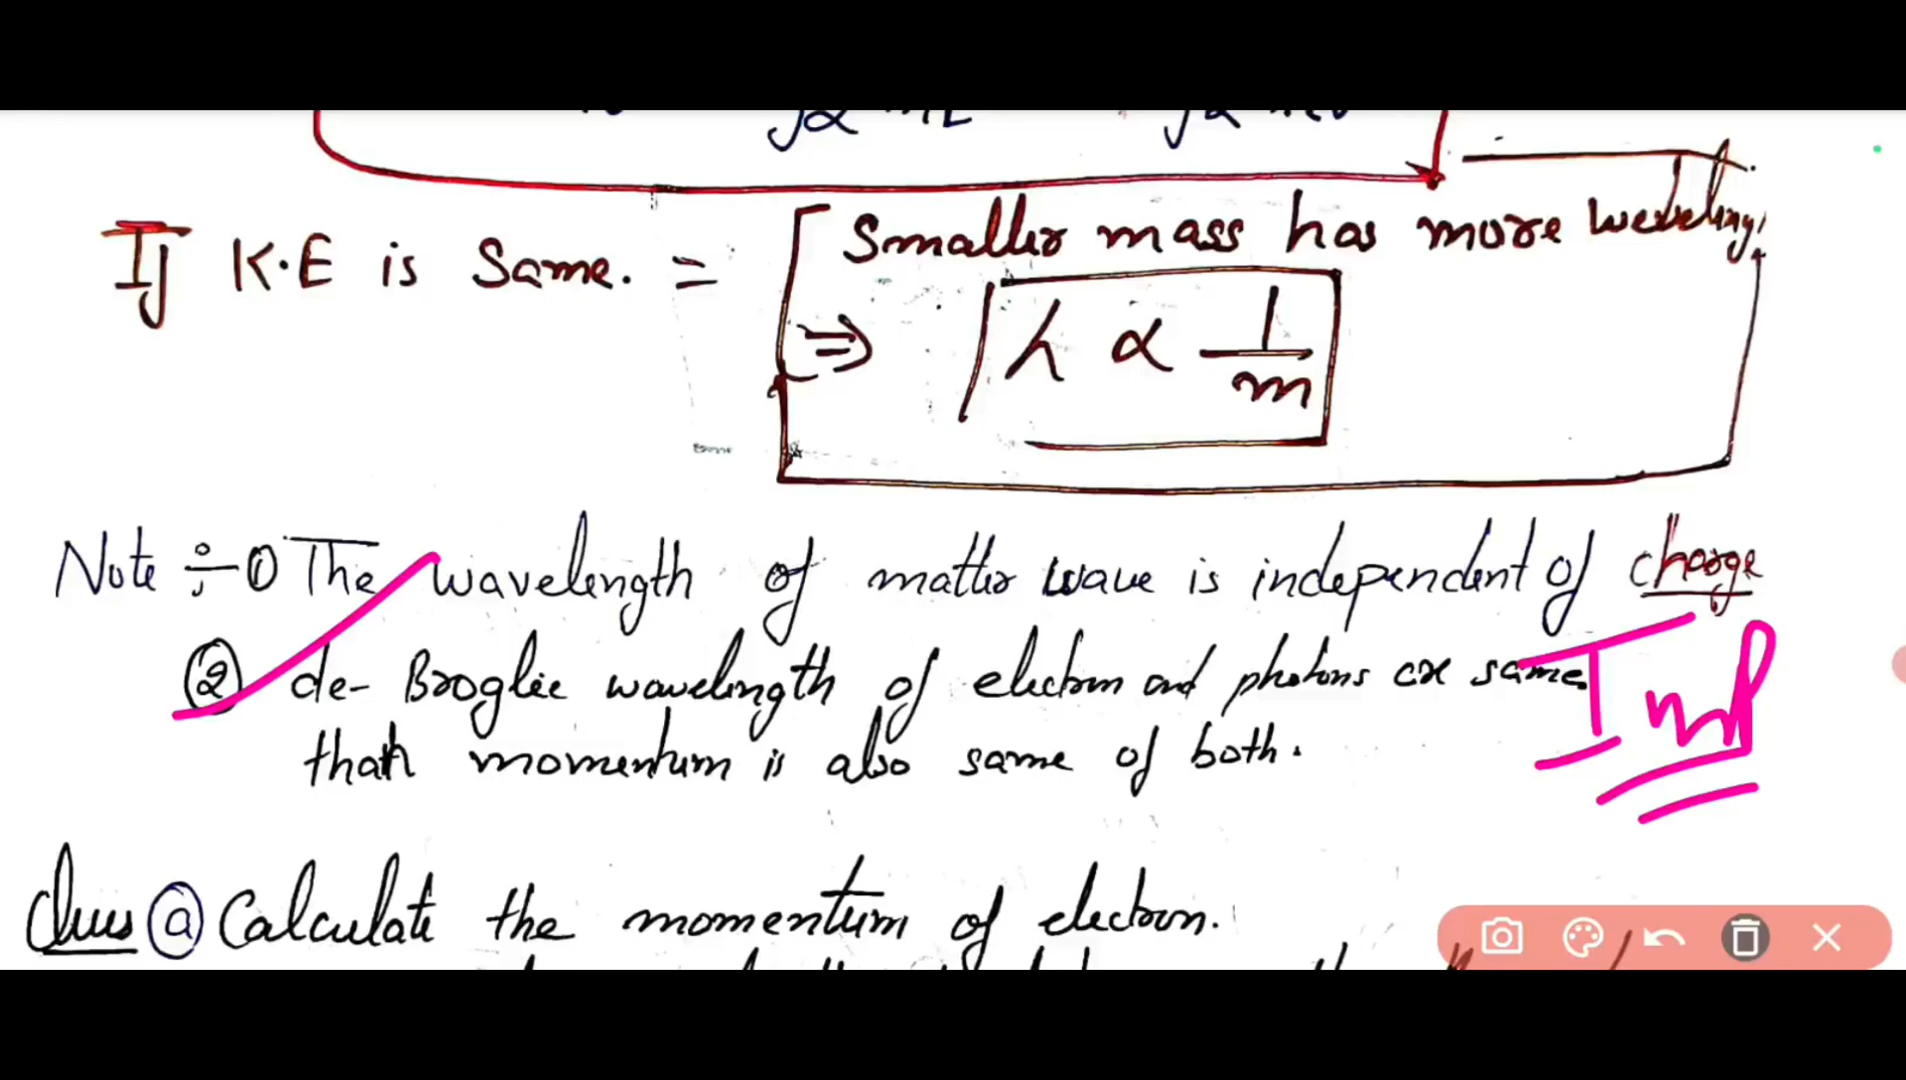 If K.E is Same. = Smaller mass has more
⇒ λ ∝ 1/m
Note ÷ ① The wavelength of matter wave is independent of charge
② de-Broglie wavelength of electron and photons are same
than momentum is also same of both.
Imp
Ques ⓐ Calculate the momentum of electron.